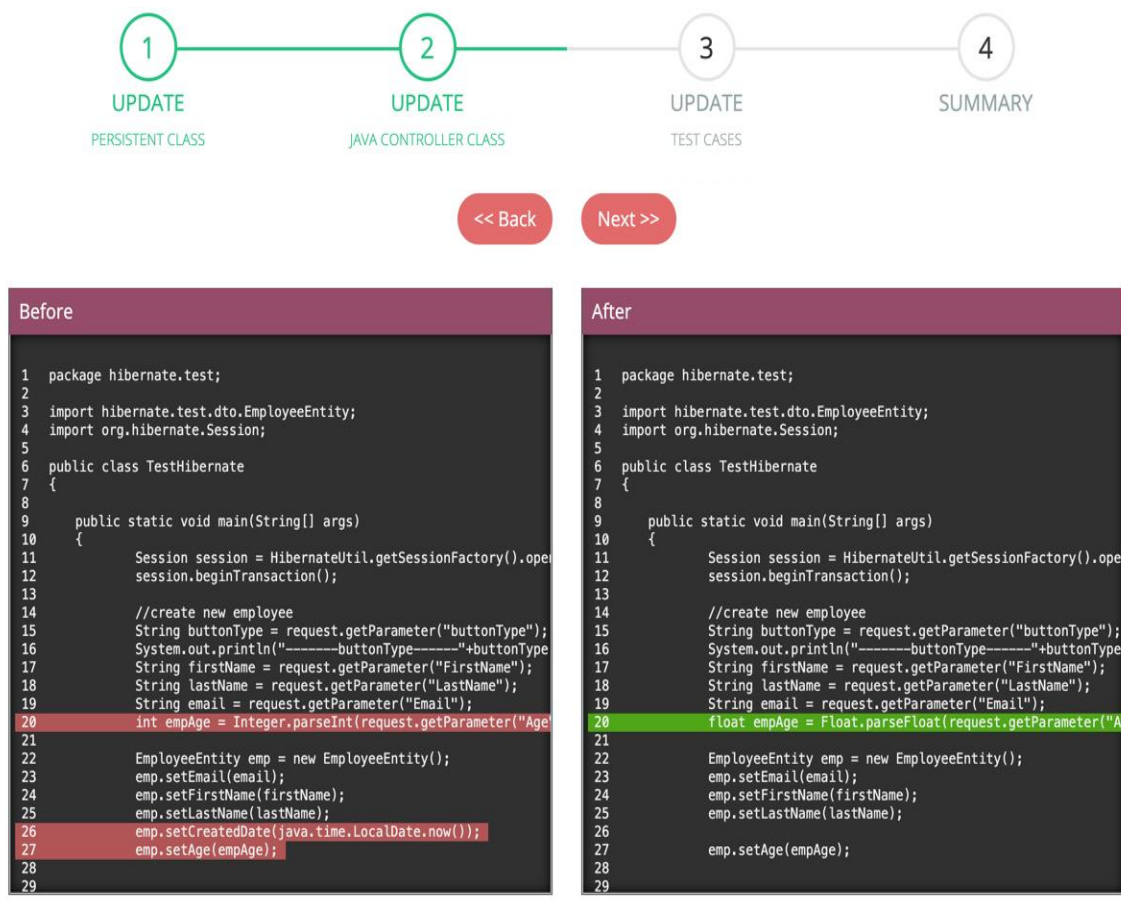 1 2 3 4
UPDATE UPDATE UPDATE SUMMARY
PERSISTENT CLASS JAVA CONTROLLER CLASS TEST CASES
<< Back Next >>
Before
1 package hibernate.test;
2
3 import hibernate.test.dto.EmployeeEntity;
4 import org.hibernate.Session;
5
6 public class TestHibernate
7 {
8
9 public static void main(String[] args)
10 {
11 Session session = HibernateUtil.getSessionFactory().ope
12 session.beginTransaction();
13
14 //create new employee
15 String buttonType = request.getParameter("buttonType");
16 System.out.println("-------buttonType------"+buttonType
17 String firstName = request.getParameter("FirstName");
18 String lastName = request.getParameter("LastName");
19 String email = request.getParameter("Email");
20 int empAge = Integer.parseInt(request.getParameter("Age"
21
22 EmployeeEntity emp = new EmployeeEntity();
23 emp.setEmail(email);
24 emp.setFirstName(firstName);
25 emp.setLastName(lastName);
26 emp.setCreatedDate(java.time.LocalDate.now());
27 emp.setAge(empAge);
28
29
After
1 package hibernate.test;
2
3 import hibernate.test.dto.EmployeeEntity;
4 import org.hibernate.Session;
5
6 public class TestHibernate
7 {
8
9 public static void main(String[] args)
10 {
11 Session session = HibernateUtil.getSessionFactory().ope
12 session.beginTransaction();
13
14 //create new employee
15 String buttonType = request.getParameter("buttonType");
16 System.out.println("-------buttonType------"+buttonType
17 String firstName = request.getParameter("FirstName");
18 String lastName = request.getParameter("LastName");
19 String email = request.getParameter("Email");
20 float empAge = Float.parseFloat(request.getParameter("A
21
22 EmployeeEntity emp = new EmployeeEntity();
23 emp.setEmail(email);
24 emp.setFirstName(firstName);
25 emp.setLastName(lastName);
26
27 emp.setAge(empAge);
28
29